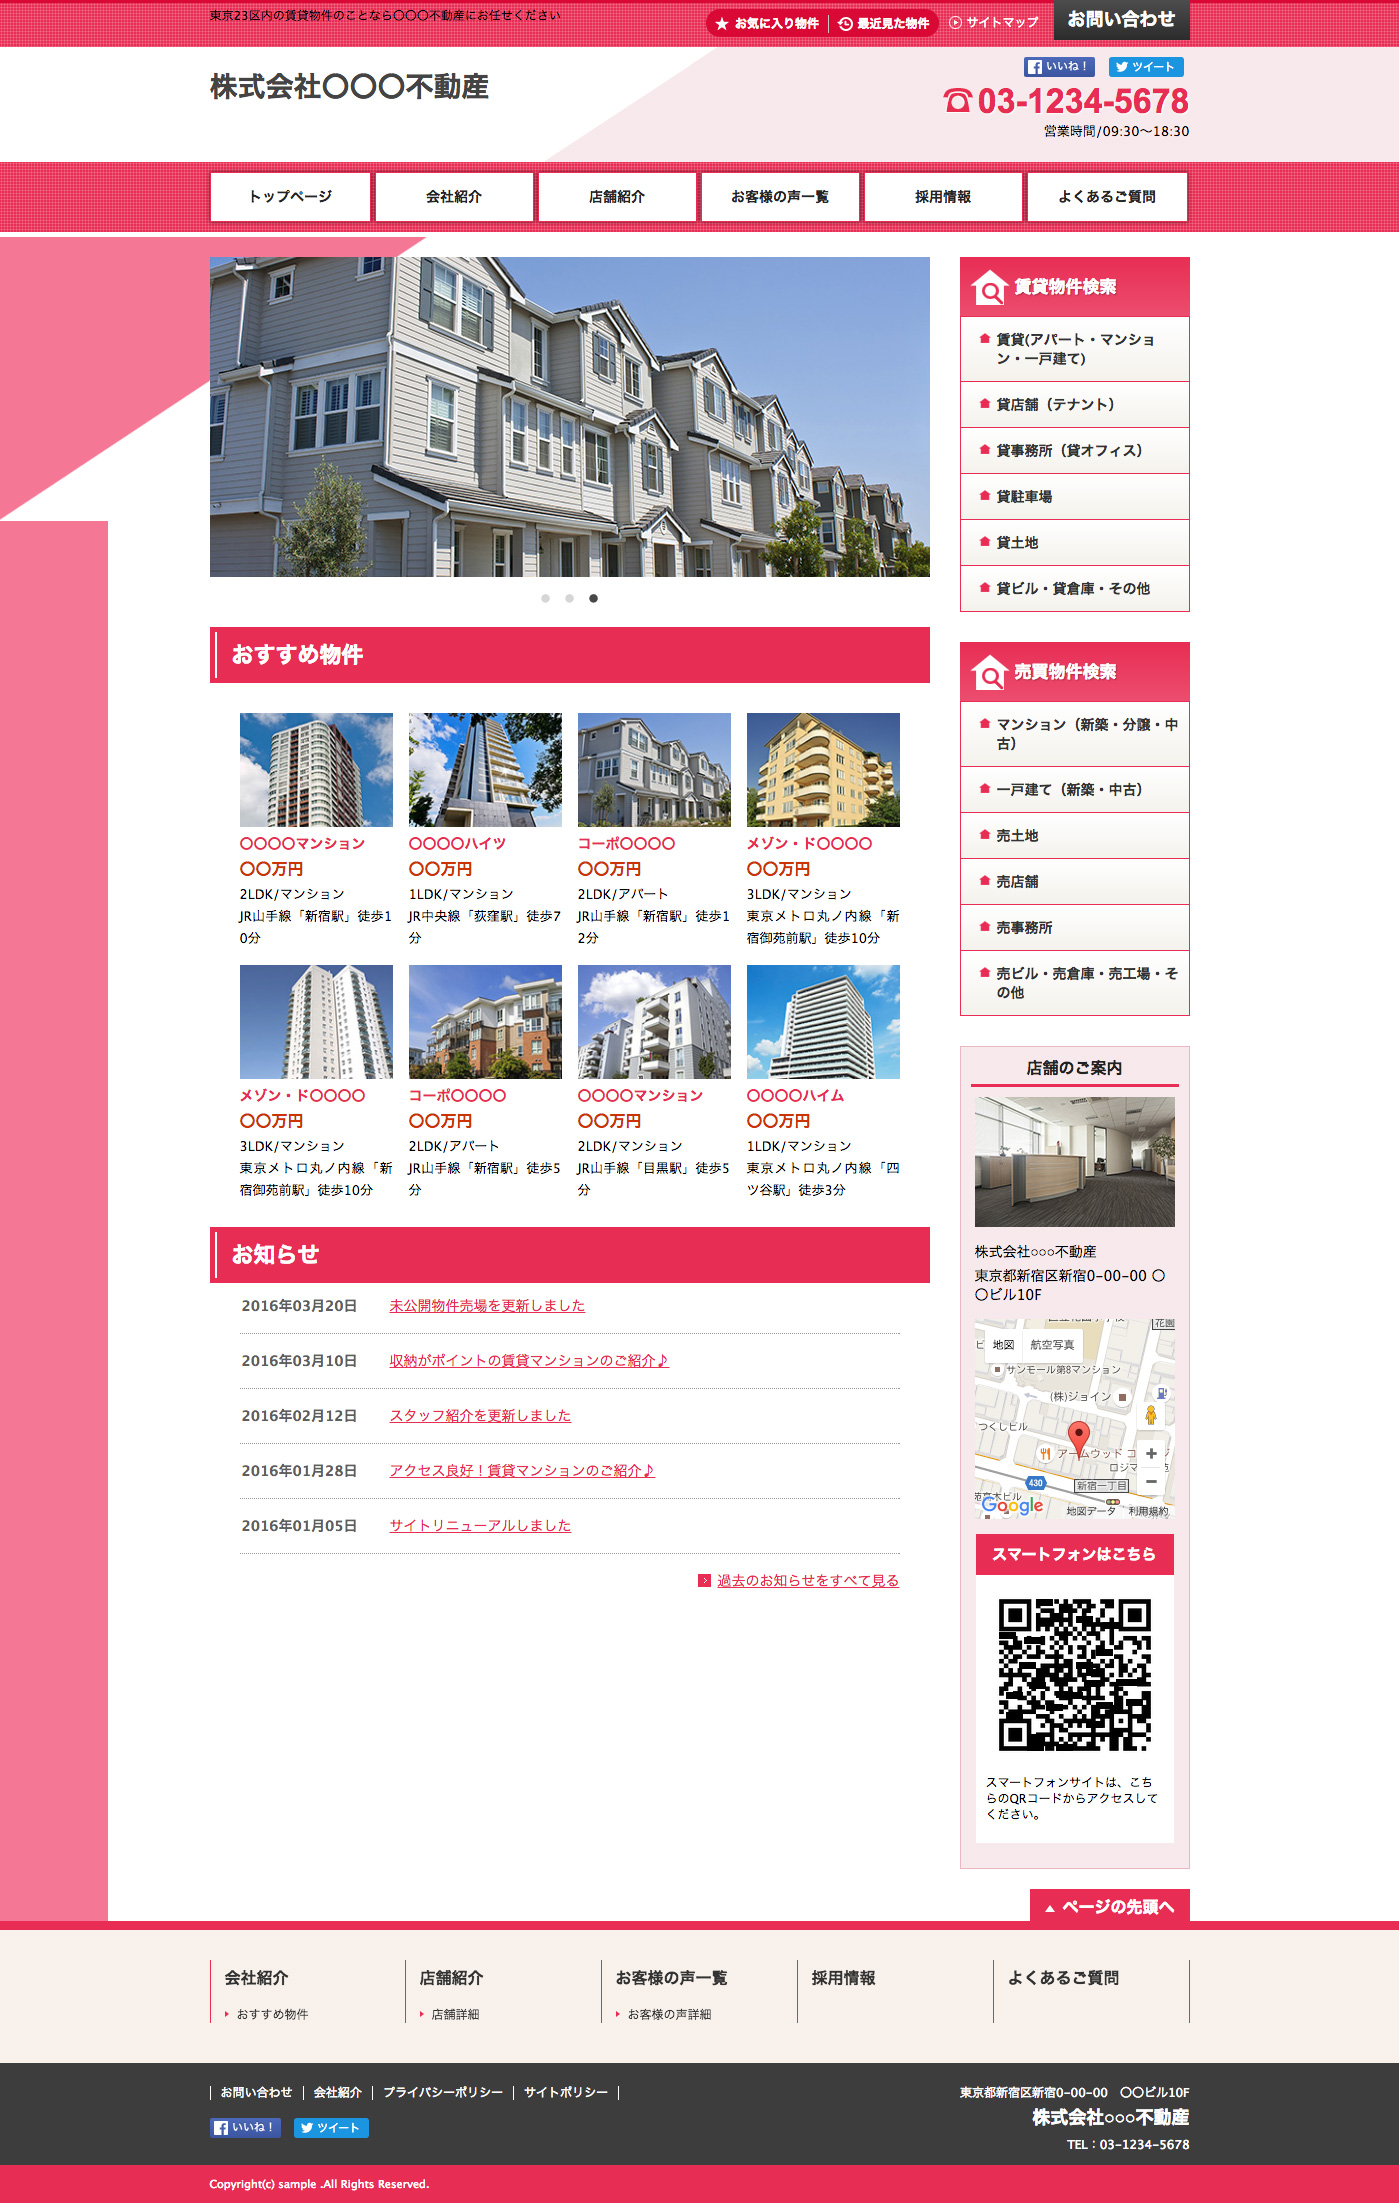 東京23区内の賃貸物件のことなら〇〇〇不動産にお任せください
お気に入り物件
最近見た物件
サイトマップ
お問い合わせ
株式会社〇〇〇不動産
いいね！
ツイート
03-1234-5678
営業時間/09:30〜18:30
トップページ
会社紹介
店舗紹介
お客様の声一覧
採用情報
よくあるご質問
賃貸物件検索
賃貸(アパート・マンショ
ン・一戸建て)
貸店舗（テナント）
貸事務所（貸オフィス）
貸駐車場
貸土地
貸ビル・貸倉庫・その他
おすすめ物件
〇〇〇〇マンション
〇〇万円
2LDK/マンション
JR山手線「新宿駅」徒歩1
0分
〇〇〇〇ハイツ
〇〇万円
1LDK/マンション
JR中央線「荻窪駅」徒歩7
分
コーポ〇〇〇〇
〇〇万円
2LDK/アパート
JR山手線「新宿駅」徒歩1
2分
メゾン・ド〇〇〇〇
〇〇万円
3LDK/マンション
東京メトロ丸ノ内線「新
宿御苑前駅」徒歩10分
メゾン・ド〇〇〇〇
〇〇万円
3LDK/マンション
東京メトロ丸ノ内線「新
宿御苑前駅」徒歩10分
コーポ〇〇〇〇
〇〇万円
2LDK/アパート
JR山手線「新宿駅」徒歩5
分
〇〇〇〇マンション
〇〇万円
2LDK/マンション
JR山手線「目黒駅」徒歩5
分
〇〇〇〇ハイム
〇〇万円
1LDK/マンション
東京メトロ丸ノ内線「四
ツ谷駅」徒歩3分
売買物件検索
マンション（新築・分譲・中
古）
一戸建て（新築・中古）
売土地
売店舗
売事務所
売ビル・売倉庫・売工場・そ
の他
お知らせ
2016年03月20日 未公開物件売場を更新しました
2016年03月10日 収納がポイントの賃貸マンションのご紹介♪
2016年02月12日 スタッフ紹介を更新しました
2016年01月28日 アクセス良好！賃貸マンションのご紹介♪
2016年01月05日 サイトリニューアルしました
過去のお知らせをすべて見る
店舗のご案内
株式会社○○○不動産
東京都新宿区新宿0-00-00 〇
〇ビル10F
花園
地図
航空写真
サンモール第8マンション
(株)ジョイン
つくしビル
アームウッド コ
ロジマ
430
新宿一丁目
Google
地図データ
利用規約
スマートフォンはこちら
スマートフォンサイトは、こち
らのQRコードからアクセスして
ください。
ページの先頭へ
会社紹介
おすすめ物件
店舗紹介
店舗詳細
お客様の声一覧
お客様の声詳細
採用情報
よくあるご質問
お問い合わせ
会社紹介
プライバシーポリシー
サイトポリシー
いいね！
ツイート
東京都新宿区新宿0-00-00　〇〇ビル10F
株式会社○○○不動産
TEL：03-1234-5678
Copyright(c) sample .All Rights Reserved.